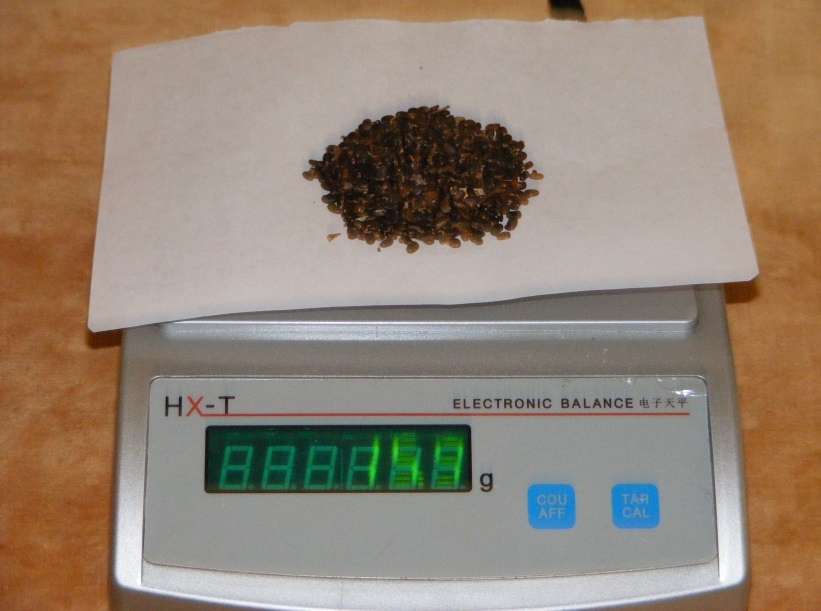 HX-T
ELECTRONIC BALANCE 电子天平
g
COU
AFF
TAR
CAL